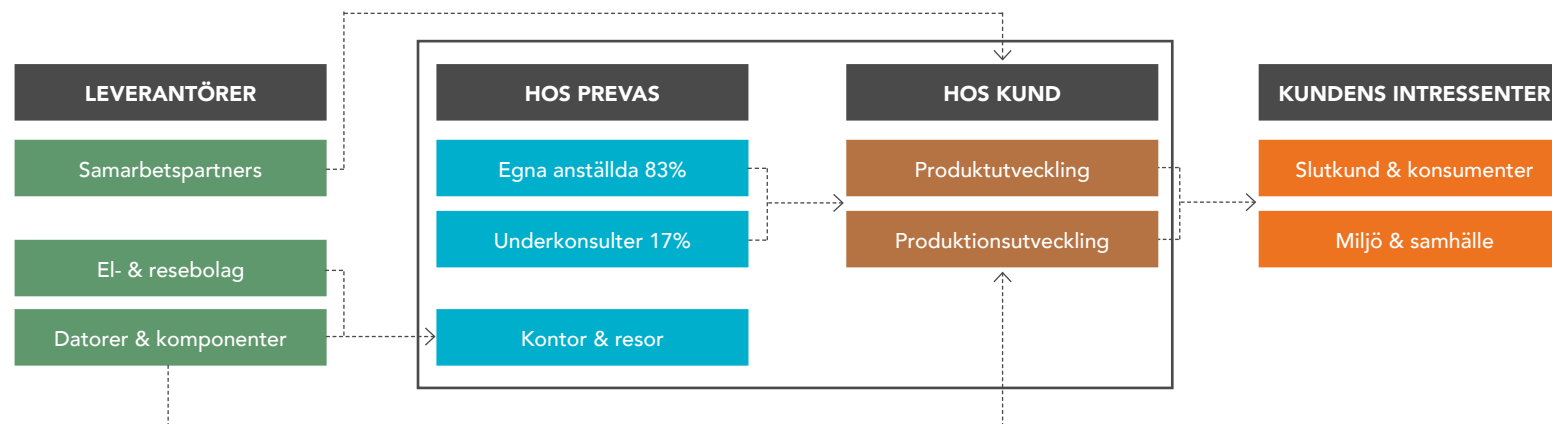 LEVERANTÖRER
Samarbetspartners
El- & resebolag
Datorer & komponenter
HOS PREVAS
Egna anställda 83%
Underkonsulter 17%
Kontor & resor
HOS KUND
Produktutveckling
Produktionsutveckling
KUNDENS INTRESSENTER
Slutkund & konsumenter
Miljö & samhälle